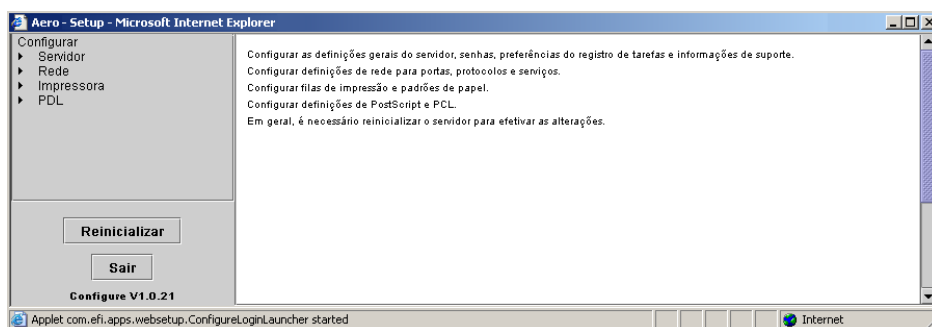 Aero - Setup - Microsoft Internet Explorer
Configurar
Servidor
Rede
Impressora
PDL
Configurar as definições gerais do servidor, senhas, preferências do registro de tarefas e informações de suporte.
Configurar definições de rede para portas, protocolos e serviços.
Configurar filas de impressão e padrões de papel.
Configurar definições de PostScript e PCL.
Em geral, é necessário reinicializar o servidor para efetivar as alterações.
Reinicializar
Sair
Configure V1.0.21
Applet com.efi.apps.websetup.ConfigureLoginLauncher started
Internet